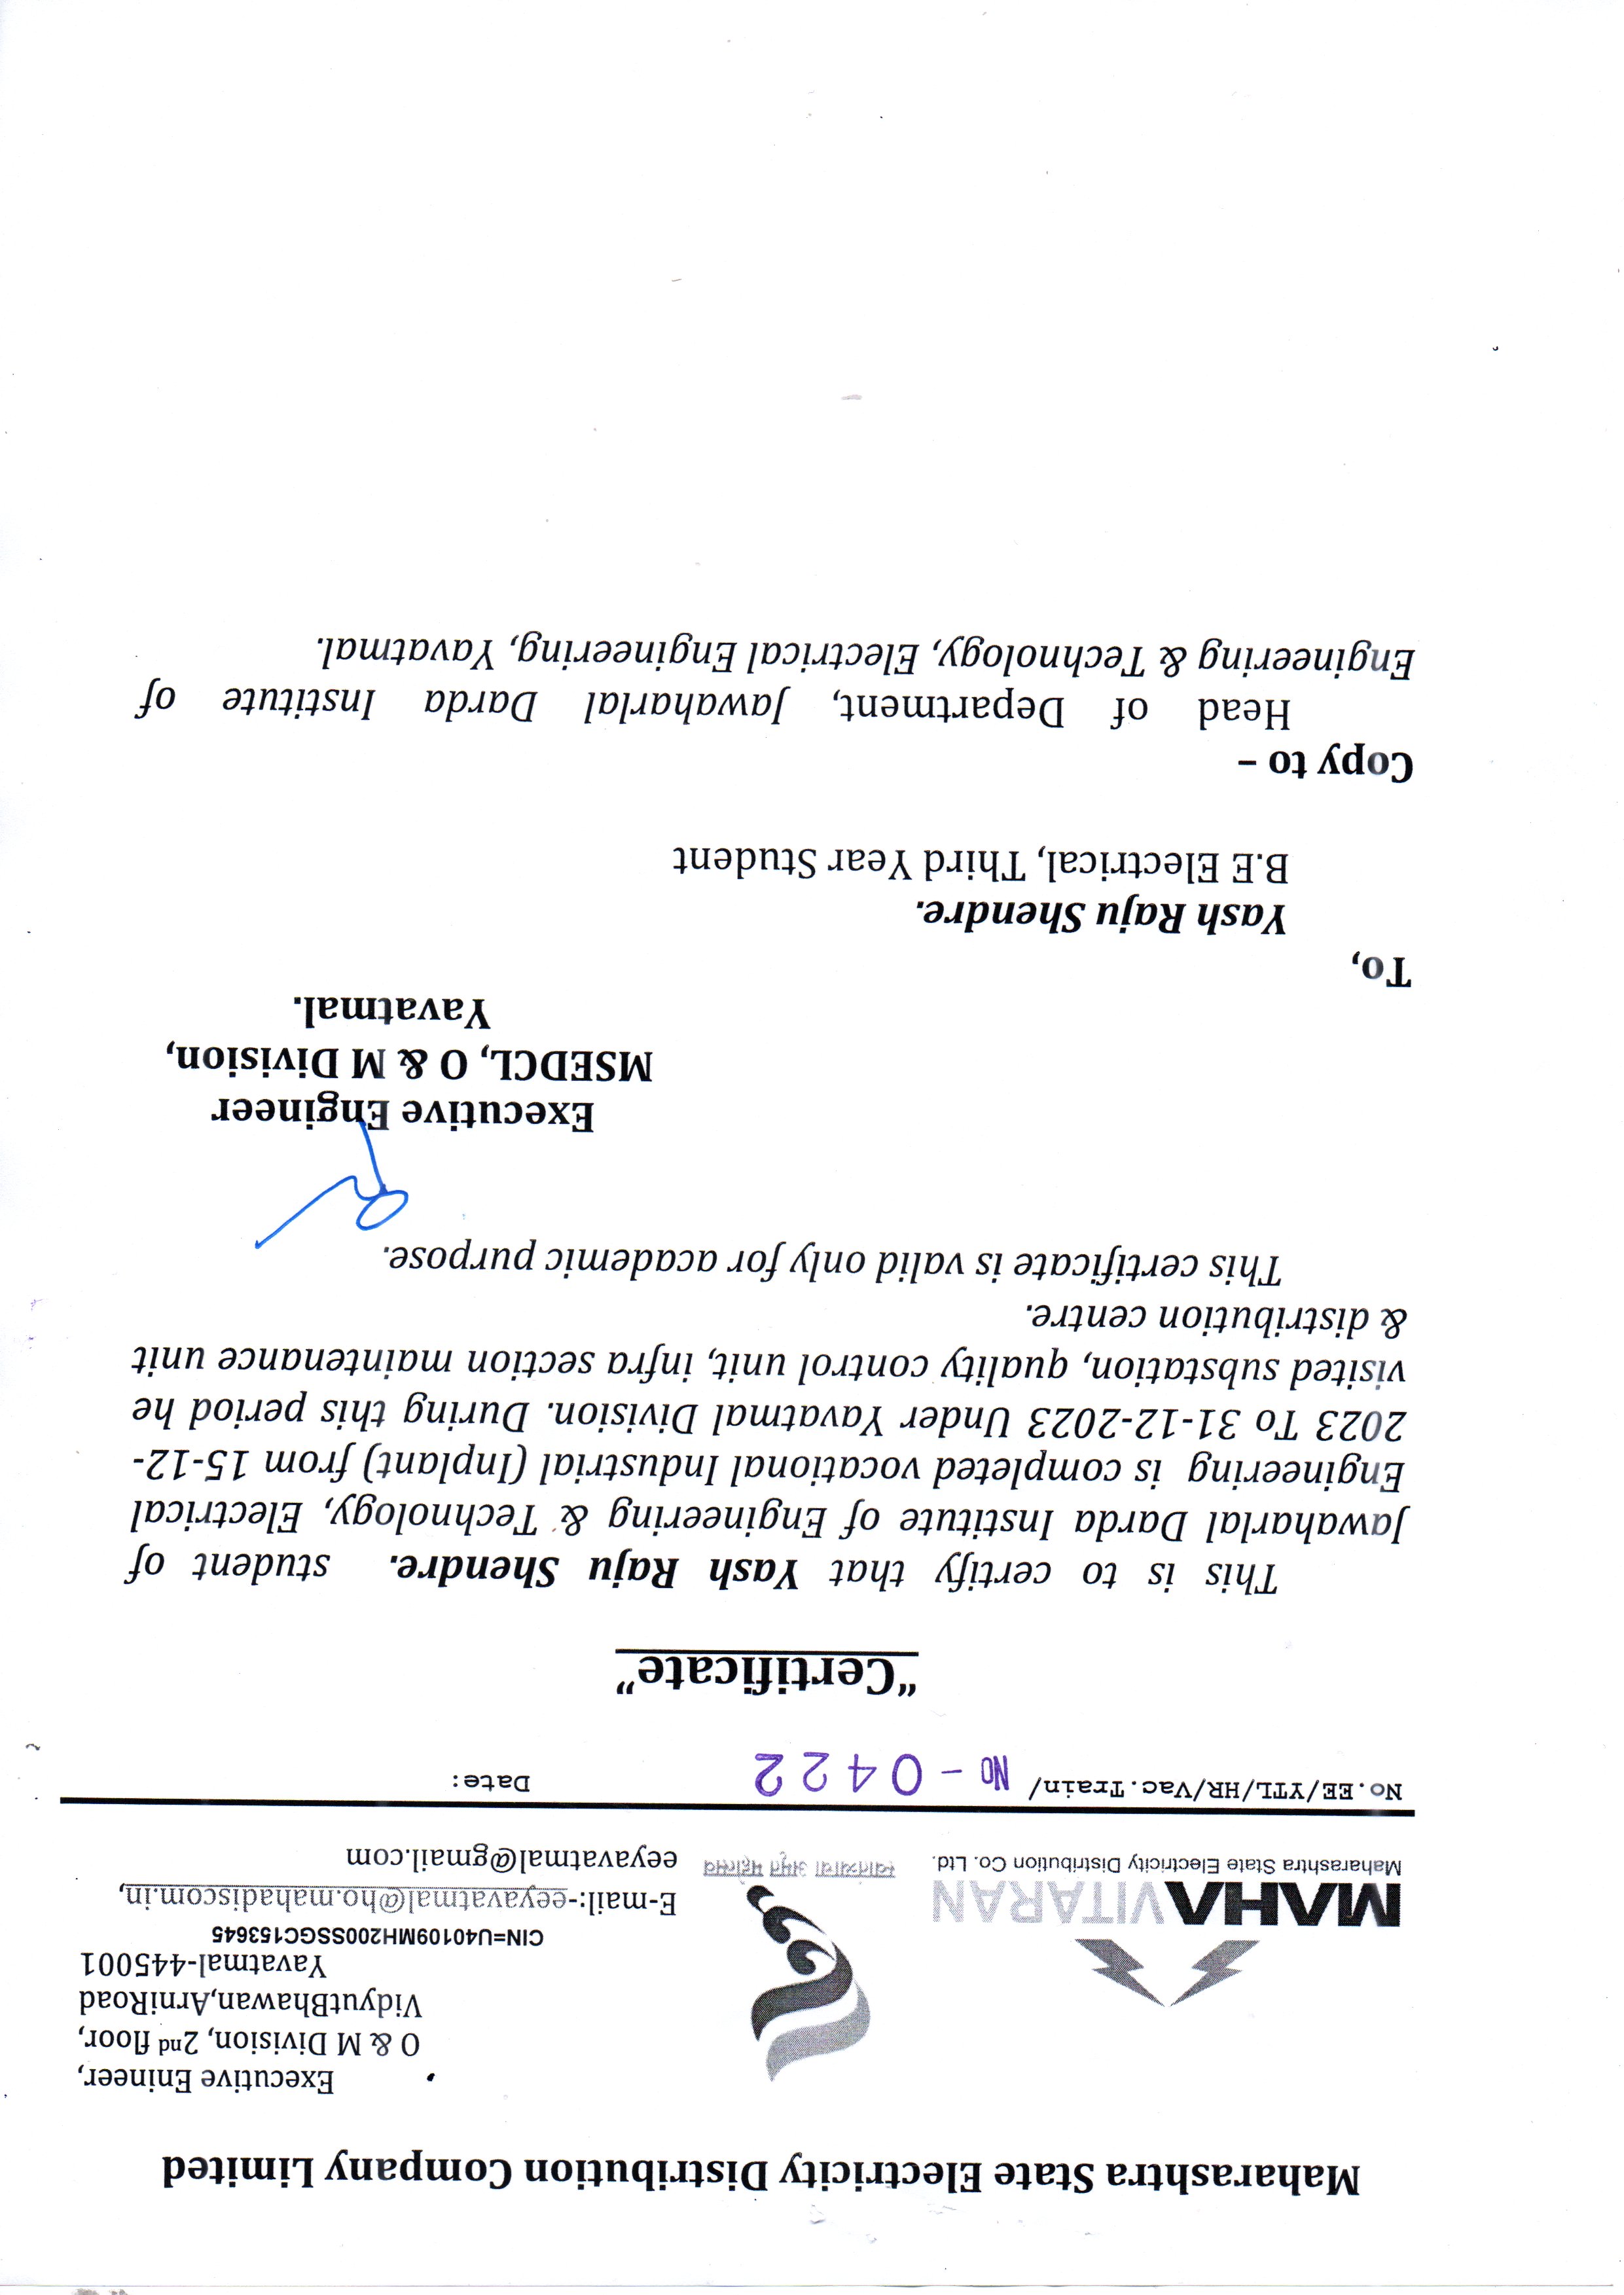 Maharashtra State Electricity Distribution Company Limited
Executive Enineer,
O & M Division, 2nd floor,
VidyutBhawan,ArniRoad
Yavatmal-445001
CIN=U40109MH200SSGC153645
E-mail:-eeyavatmal@ho.mahadiscom.in,
eeyavatmal@gmail.com
MAHAVITARAN
Maharashtra State Electricity Distribution Co. Ltd.
स्वातंत्र्याचा अमृत महोत्सव
No.EE/YTL/HR/Vac.Train/ No - 0422 Date:
“Certificate”
This is to certify that Yash Raju Shendre. student of
Jawaharlal Darda Institute of Engineering & Technology, Electrical
Engineering is completed vocational Industrial (Inplant) from 15-12-
2023 To 31-12-2023 Under Yavatmal Division. During this period he
visited substation, quality control unit, infra section maintenance unit
& distribution centre.
This certificate is valid only for academic purpose.
Executive Engineer
MSEDCL, O & M Division,
Yavatmal.
To,
Yash Raju Shendre.
B.E Electrical, Third Year Student
Copy to –
Head of Department, Jawaharlal Darda Institute of
Engineering & Technology, Electrical Engineering, Yavatmal.